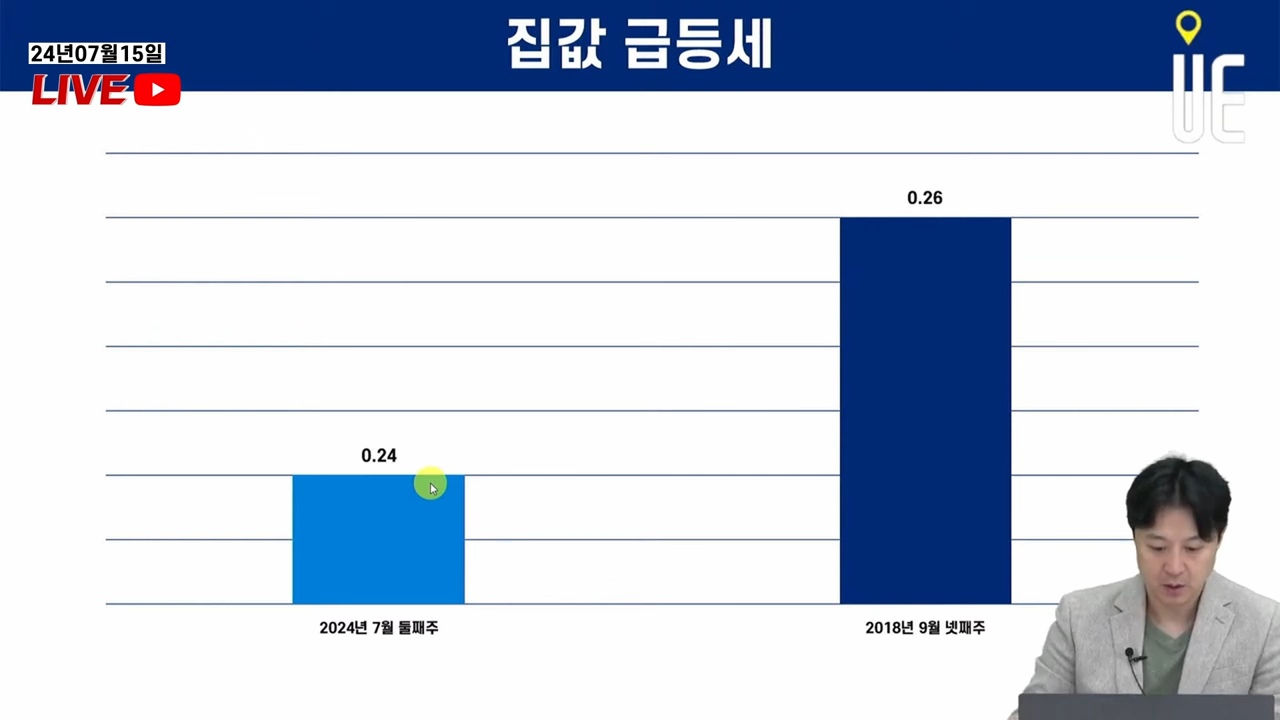 집값 급등세
24년07월15일
LIVE
UE
0.26
0.24
2024년 7월 둘째주
2018년 9월 넷째주